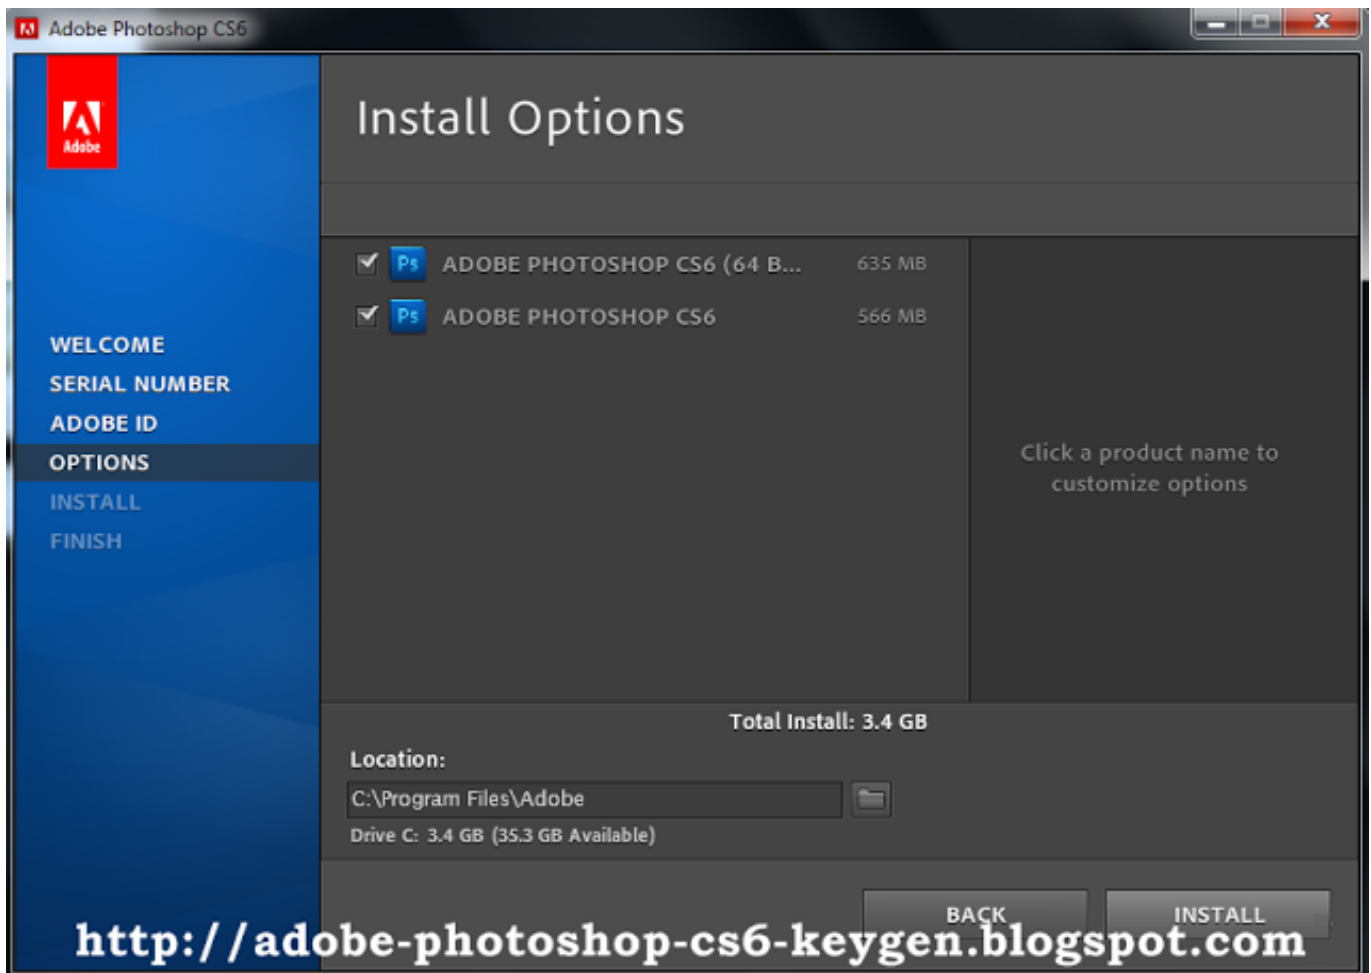 Adobe Photoshop CS6
Adobe
Install Options
Ps ADOBE PHOTOSHOP CS6 (64 B... 635 MB
Ps ADOBE PHOTOSHOP CS6 566 MB
WELCOME
SERIAL NUMBER
ADOBE ID
OPTIONS
INSTALL
FINISH
Click a product name to
customize options
Total Install: 3.4 GB
Location:
C:\Program Files\Adobe
Drive C: 3.4 GB (35.3 GB Available)
BACK INSTALL
http://adobe-photoshop-cs6-keygen.blogspot.com